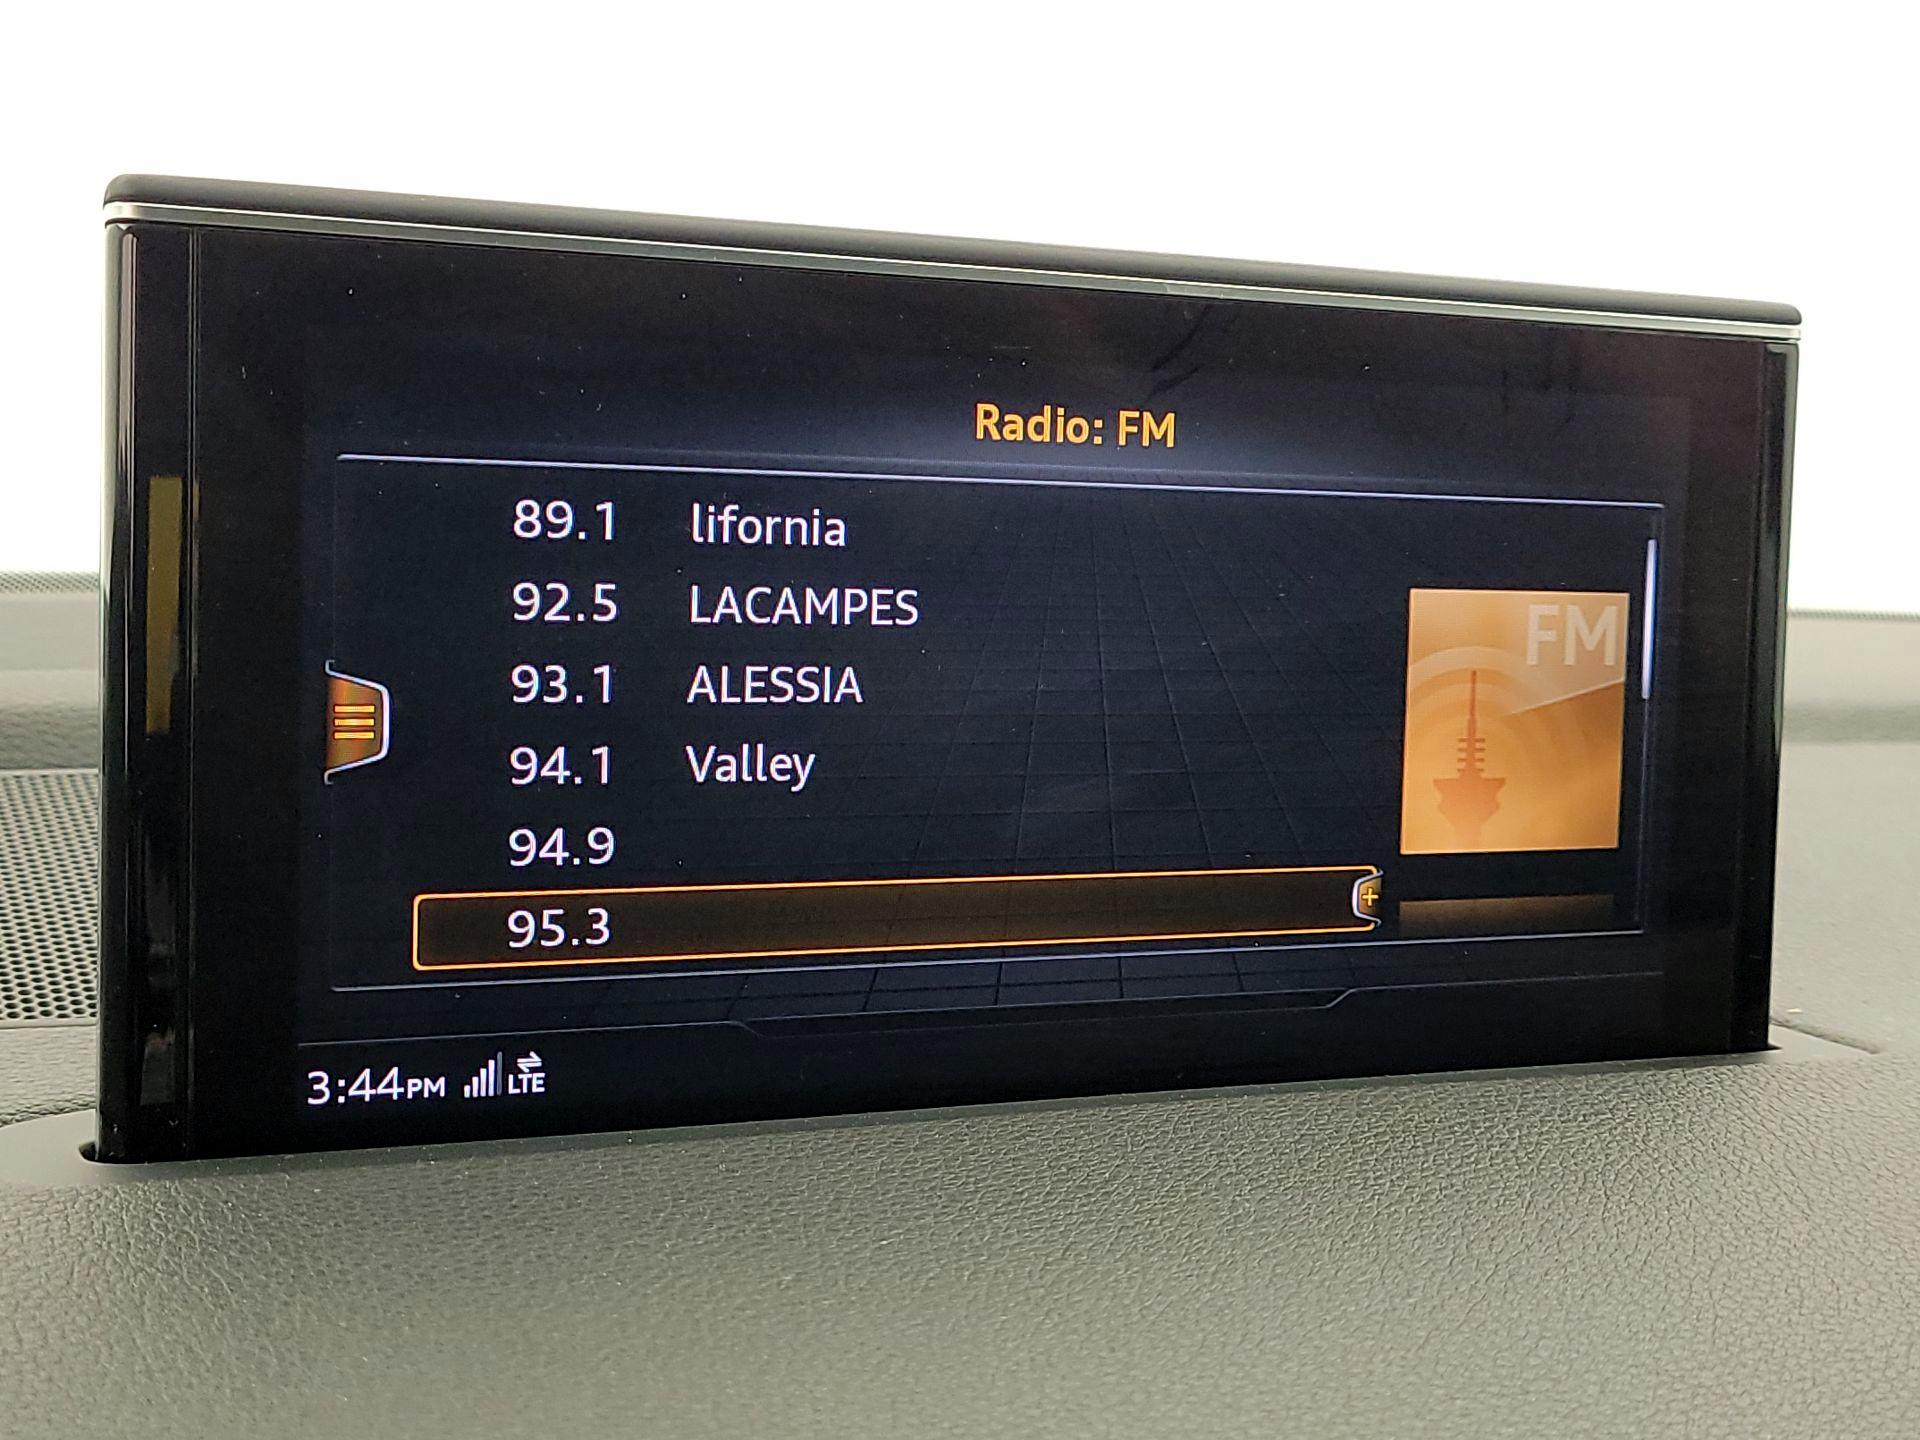 Radio: FM
89.1 lifornia
92.5 LACAMPES
93.1 ALESSIA
94.1 Valley
94.9
95.3
FM
3:44PM LTE